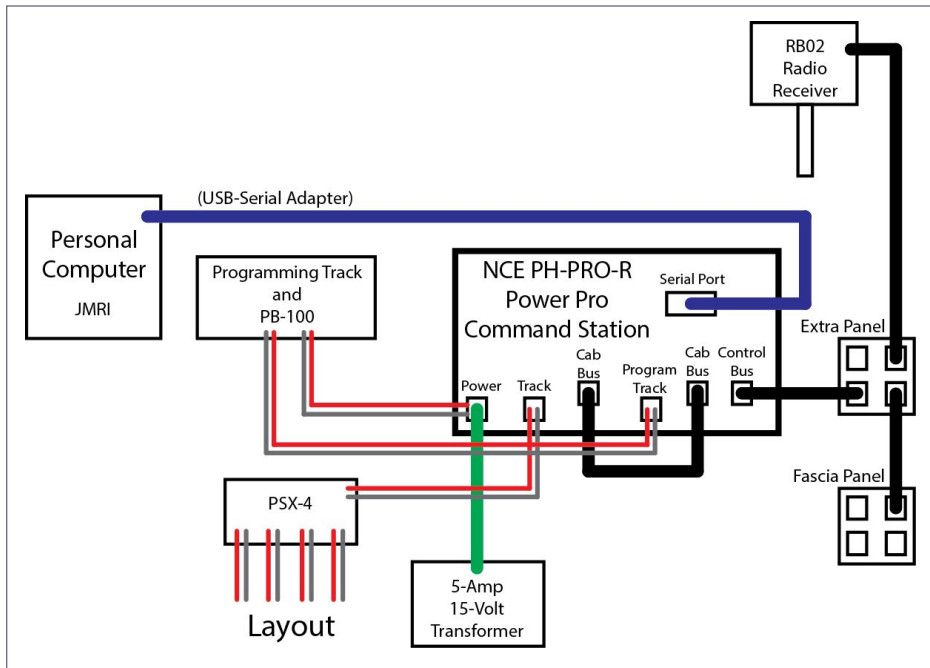 RB02
Radio
Receiver
(USB-Serial Adapter)
Personal
Computer
JMRI
Programming Track
and
PB-100
NCE PH-PRO-R
Power Pro
Command Station
Serial Port
Extra Panel
Power
Track
Cab
Bus
Program
Track
Cab
Bus
Control
Bus
Fascia Panel
PSX-4
Layout
5-Amp
15-Volt
Transformer